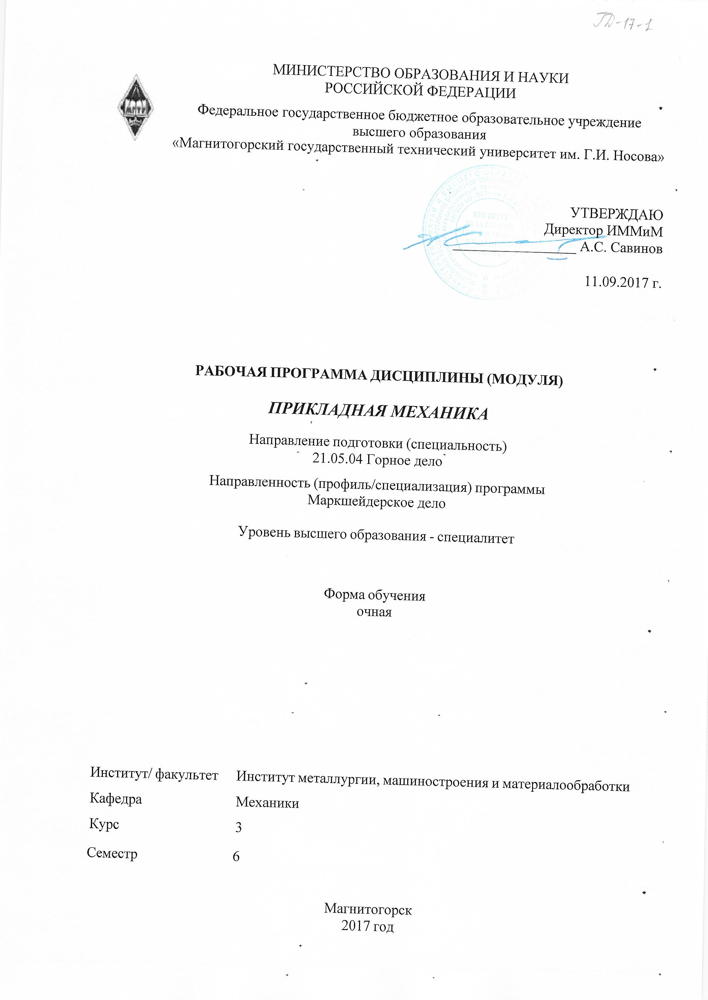 ГД-17-1
МИНИСТЕРСТВО ОБРАЗОВАНИЯ И НАУКИ
РОССИЙСКОЙ ФЕДЕРАЦИИ
Федеральное государственное бюджетное образовательное учреждение
высшего образования
«Магнитогорский государственный технический университет им. Г.И. Носова»
УТВЕРЖДАЮ
Директор ИММиМ
А.С. Савинов
11.09.2017 г.
РАБОЧАЯ ПРОГРАММА ДИСЦИПЛИНЫ (МОДУЛЯ)
ПРИКЛАДНАЯ МЕХАНИКА
Направление подготовки (специальность)
21.05.04 Горное дело
Направленность (профиль/специализация) программы
Маркшейдерское дело
Уровень высшего образования - специалитет
Форма обучения
очная
Институт/ факультет Институт металлургии, машиностроения и материалообработки
Кафедра Механики
Курс 3
Семестр 6
Магнитогорск
2017 год